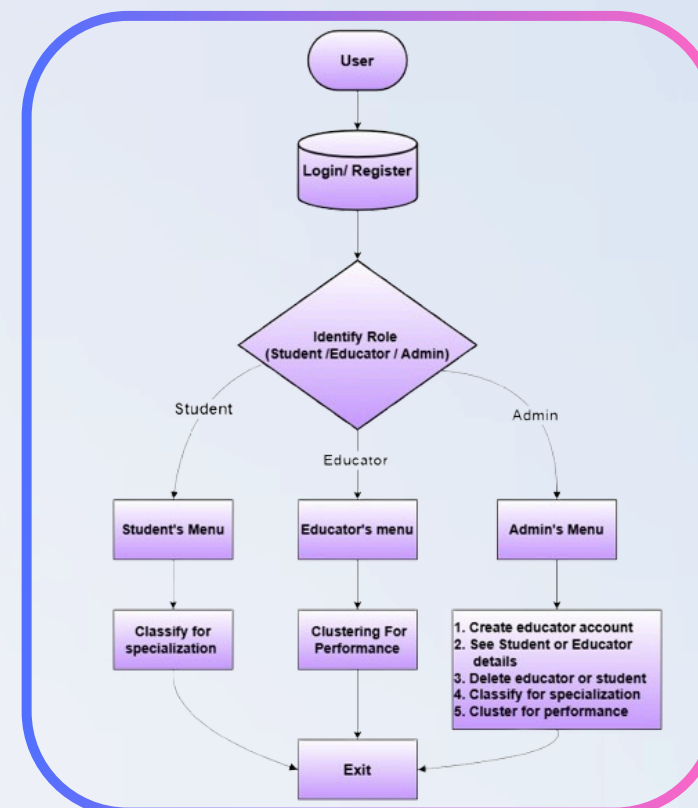 User
Login/ Register
Identify Role
(Student /Educator / Admin)
Student
Admin
Educator
Student's Menu
Educator's menu
Admin's Menu
Classify for
specialization
Clustering For
Performance
1. Create educator account
2. See Student or Educator
details
3. Delete educator or student
4. Classify for specialization
5. Cluster for performance
Exit